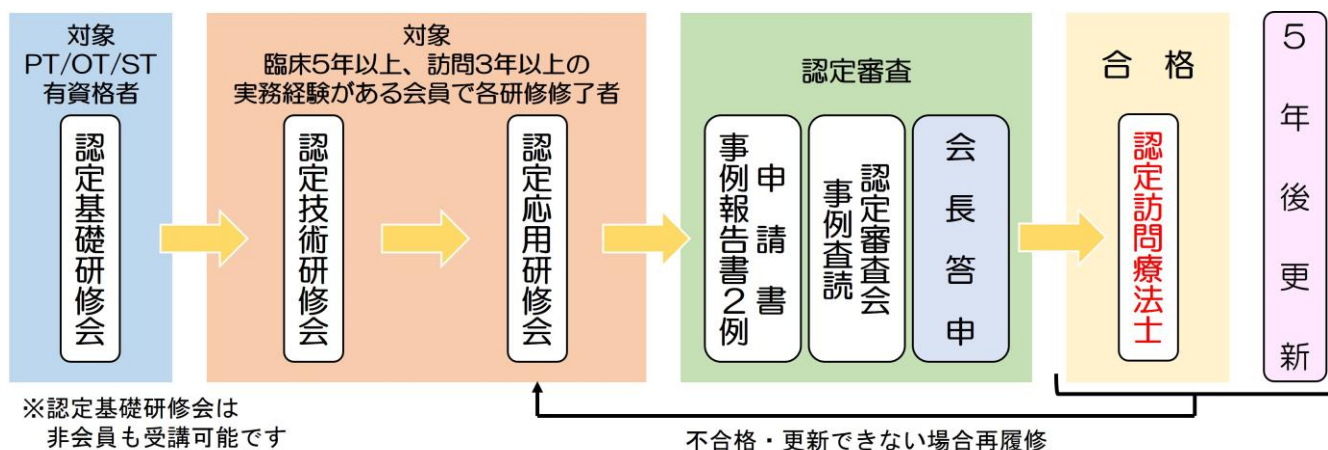 対象
PT/OT/ST
有資格者
認定基礎研修会
※認定基礎研修会は
非会員も受講可能です
対象
臨床5年以上、訪問3年以上の
実務経験がある会員で各研修修了者
認定技術研修会
認定応用研修会
認定審査
申請書
事例報告書2例
認定審査会
事例査読
会長答申
合格
認定訪問療法士
5年後更新
不合格・更新できない場合再履修